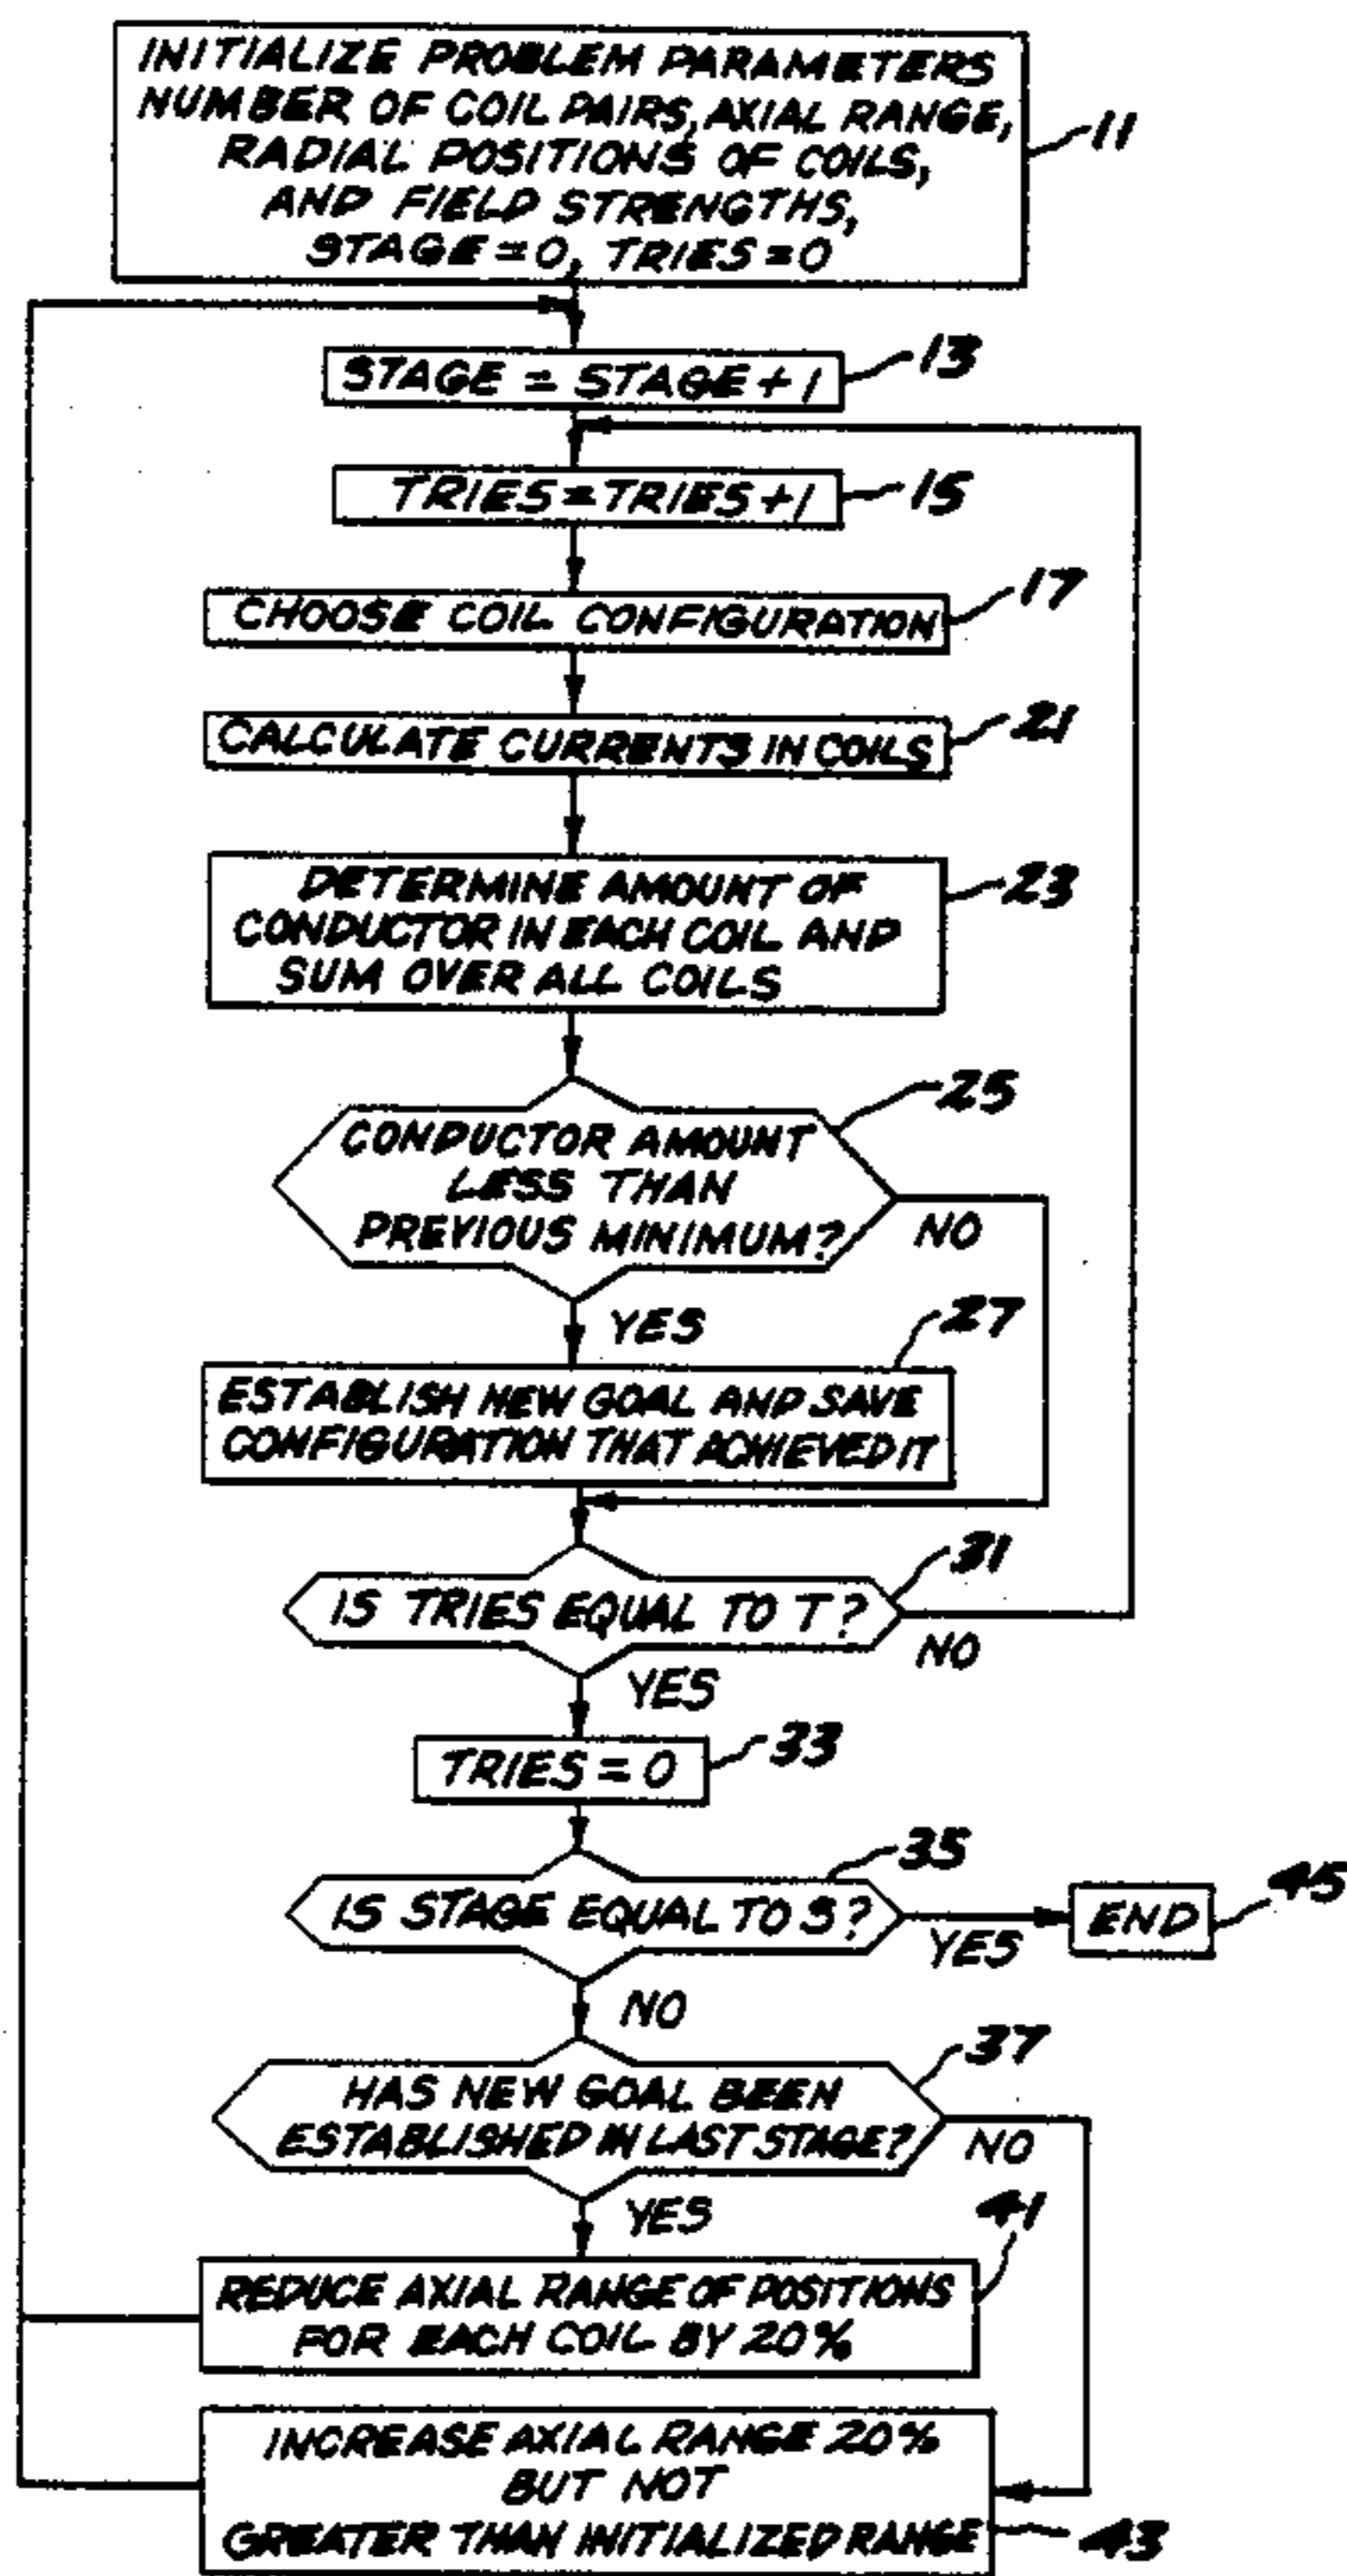 INITIALIZE PROBLEM PARAMETERS
NUMBER OF COIL PAIRS, AXIAL RANGE,
RADIAL POSITIONS OF COILS,
AND FIELD STRENGTHS,
STAGE = 0, TRIES = 0
11
STAGE = STAGE + 1
13
TRIES = TRIES + 1
15
CHOOSE COIL CONFIGURATION
17
CALCULATE CURRENTS IN COILS
21
DETERMINE AMOUNT OF
CONDUCTOR IN EACH COIL AND
SUM OVER ALL COILS
23
CONDUCTOR AMOUNT
LESS THAN
PREVIOUS MINIMUM?
25
NO
YES
ESTABLISH NEW GOAL AND SAVE
CONFIGURATION THAT ACHIEVED IT
27
IS TRIES EQUAL TO T?
31
NO
YES
TRIES = 0
33
IS STAGE EQUAL TO S?
35
YES
END
45
NO
HAS NEW GOAL BEEN
ESTABLISHED IN LAST STAGE?
37
NO
YES
REDUCE AXIAL RANGE OF POSITIONS
FOR EACH COIL BY 20%
41
INCREASE AXIAL RANGE 20%
BUT NOT
GREATER THAN INITIALIZED RANGE
43